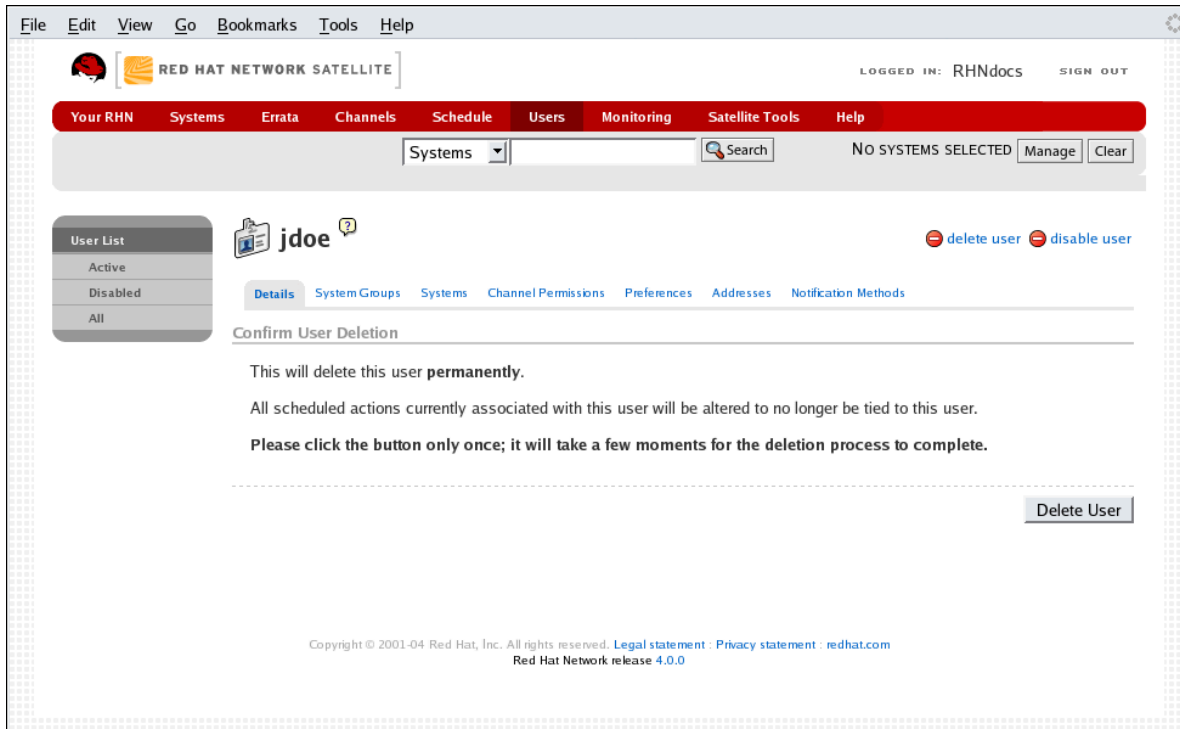 File Edit View Go Bookmarks Tools Help
RED HAT NETWORK SATELLITE
LOGGED IN: RHNdocs SIGN OUT
Your RHN Systems Errata Channels Schedule Users Monitoring Satellite Tools Help
Systems Search NO SYSTEMS SELECTED Manage Clear
User List
Active
Disabled
All
jdoe ?
delete user disable user
Details System Groups Systems Channel Permissions Preferences Addresses Notification Methods
Confirm User Deletion
This will delete this user permanently.
All scheduled actions currently associated with this user will be altered to no longer be tied to this user.
Please click the button only once; it will take a few moments for the deletion process to complete.
Delete User
Copyright © 2001-04 Red Hat, Inc. All rights reserved. Legal statement : Privacy statement : redhat.com
Red Hat Network release 4.0.0